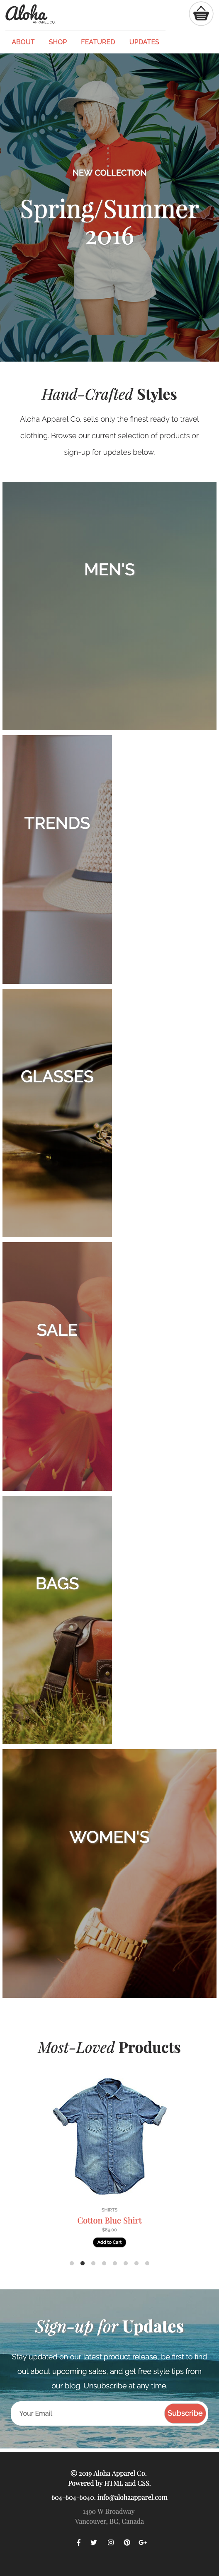 Aloha
APPAREL CO.
ABOUT SHOP FEATURED UPDATES
NEW COLLECTION
Spring/Summer
2016
Hand-Crafted Styles
Aloha Apparel Co. sells only the finest ready to travel
clothing. Browse our current selection of products or
sign-up for updates below.
MEN'S
TRENDS
GLASSES
SALE
BAGS
WOMEN'S
Most-Loved Products
SHIRTS
Cotton Blue Shirt
$89.00
Add to Cart
Sign-up for Updates
Stay updated on our latest product release, be first to find
out about upcoming sales, and get free style tips from
our blog. Unsubscribe at any time.
Your Email
Subscribe
© 2019 Aloha Apparel Co.
Powered by HTML and CSS.
604-604-6040. info@alohaapparel.com
1490 W Broadway
Vancouver, BC, Canada